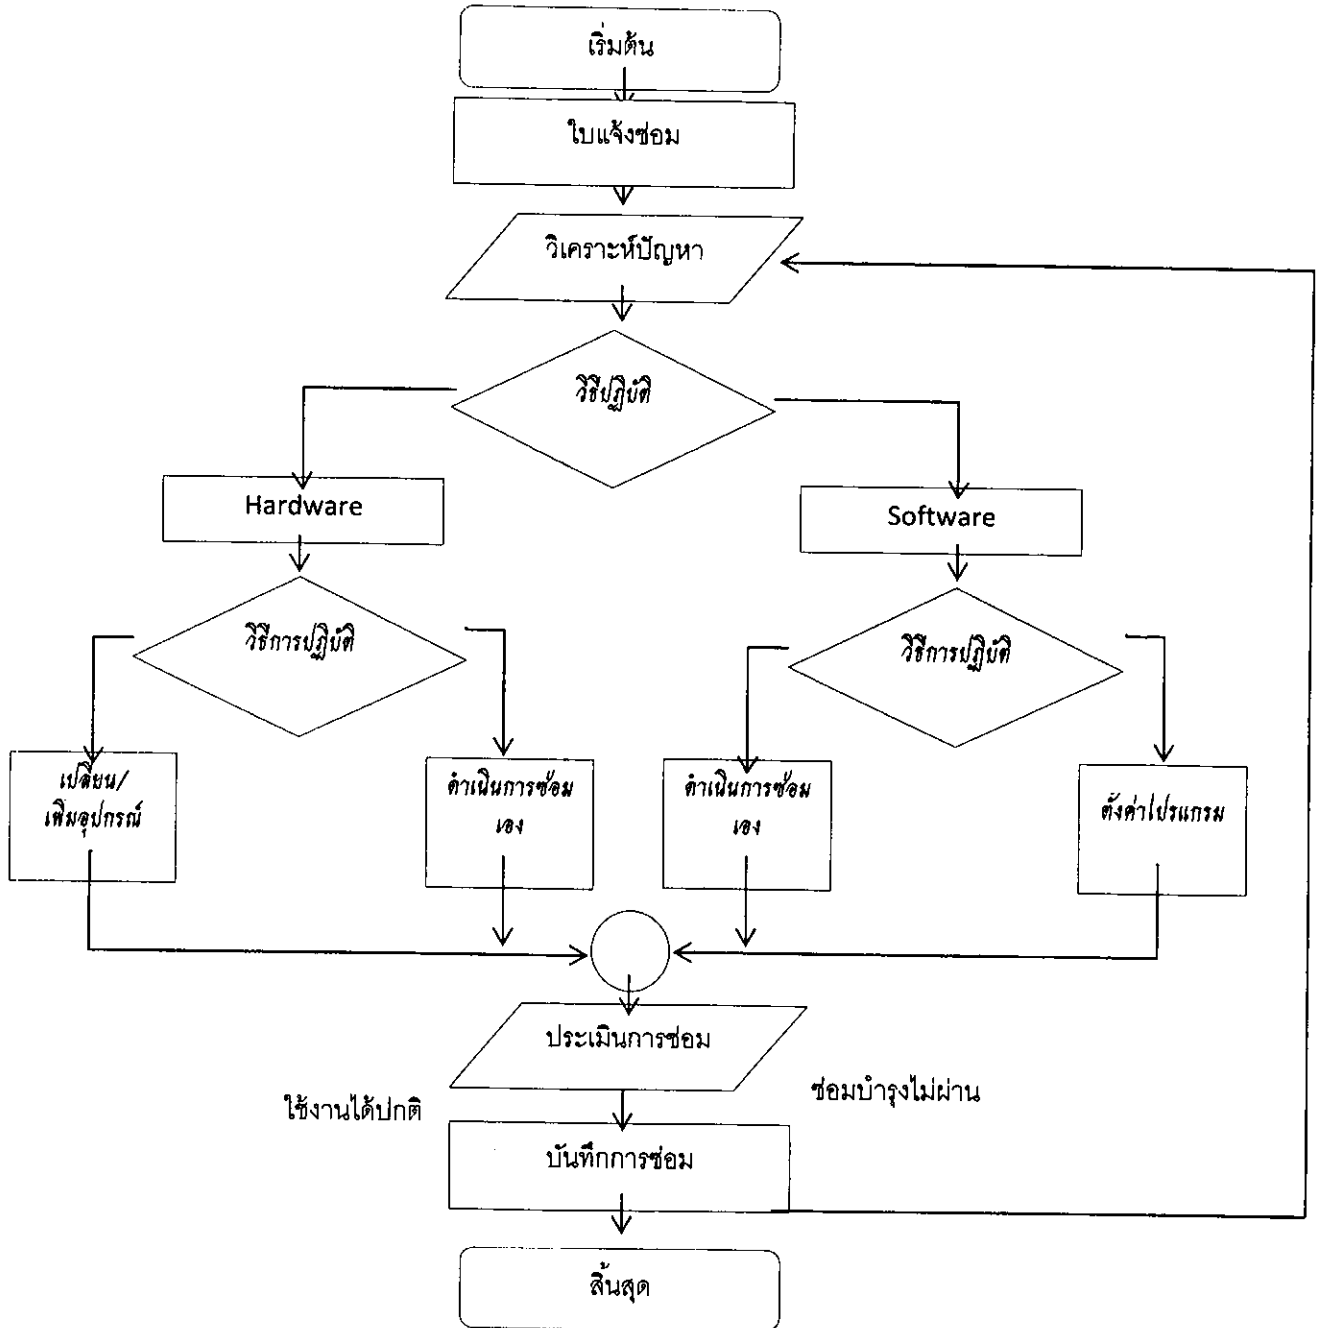 เริ่มต้น
ใบแจ้งซ่อม
วิเคราะห์ปัญหา
วิธีปฏิบัติ
Hardware
Software
วิธีการปฏิบัติ
วิธีการปฏิบัติ
เปลี่ยน/
เพิ่มอุปกรณ์
ดำเนินการซ่อม
เอง
ดำเนินการซ่อม
เอง
ตั้งค่าโปรแกรม
ประเมินการซ่อม
ใช้งานได้ปกติ
ซ่อมบำรุงไม่ผ่าน
บันทึกการซ่อม
สิ้นสุด